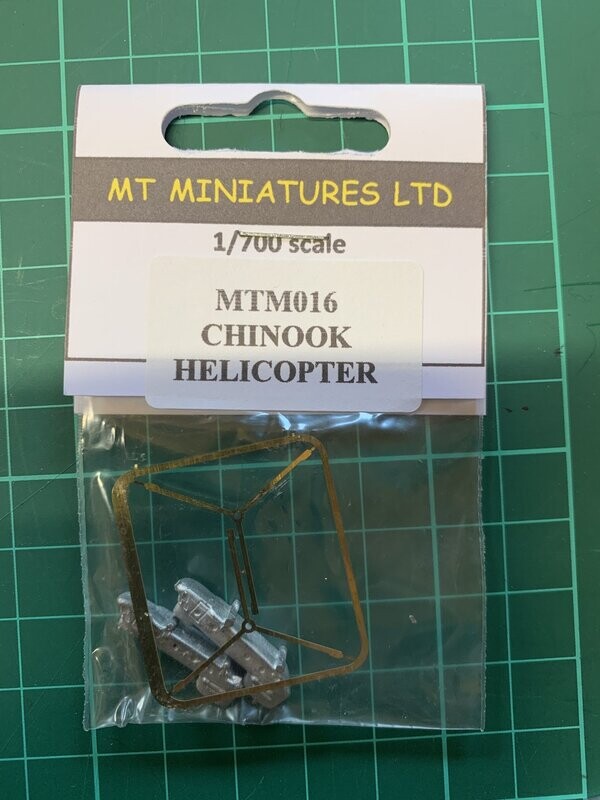 MT MINIATURES LTD
1/700 scale
MTM016
CHINOOK
HELICOPTER